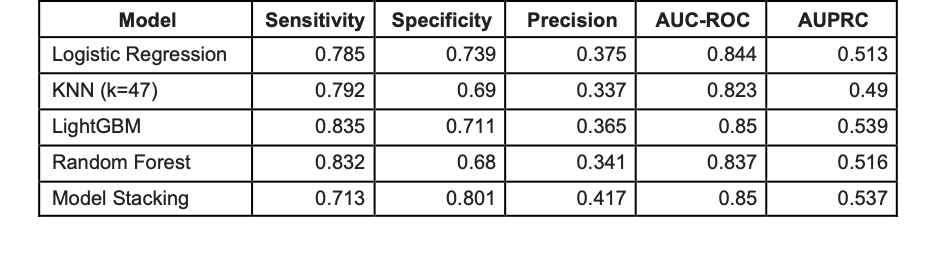 Model Sensitivity Specificity Precision AUC-ROC AUPRC
Logistic Regression 0.785 0.739 0.375 0.844 0.513
KNN (k=47) 0.792 0.69 0.337 0.823 0.49
LightGBM 0.835 0.711 0.365 0.85 0.539
Random Forest 0.832 0.68 0.341 0.837 0.516
Model Stacking 0.713 0.801 0.417 0.85 0.537